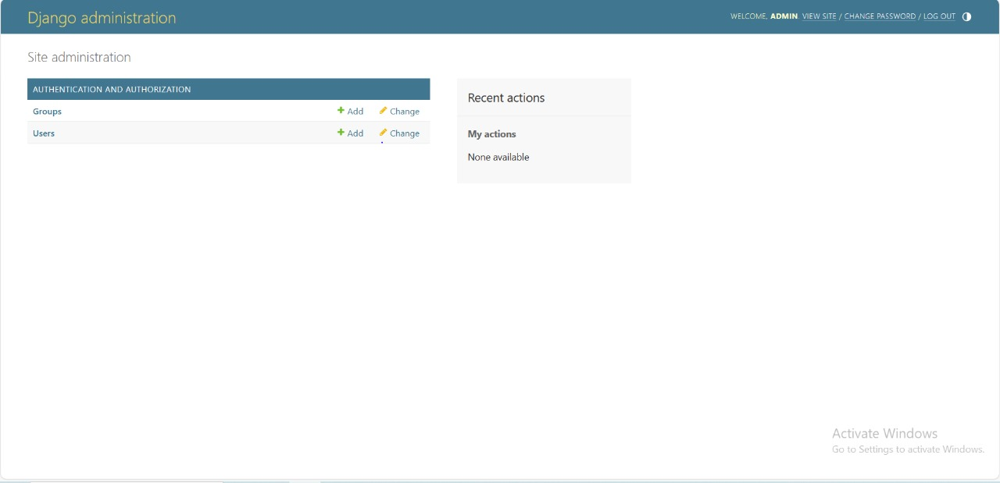 Django administration
WELCOME, ADMIN. VIEW SITE / CHANGE PASSWORD / LOG OUT
Site administration
AUTHENTICATION AND AUTHORIZATION
Groups Add Change
Users Add Change
Recent actions
My actions
None available
Activate Windows
Go to Settings to activate Windows.